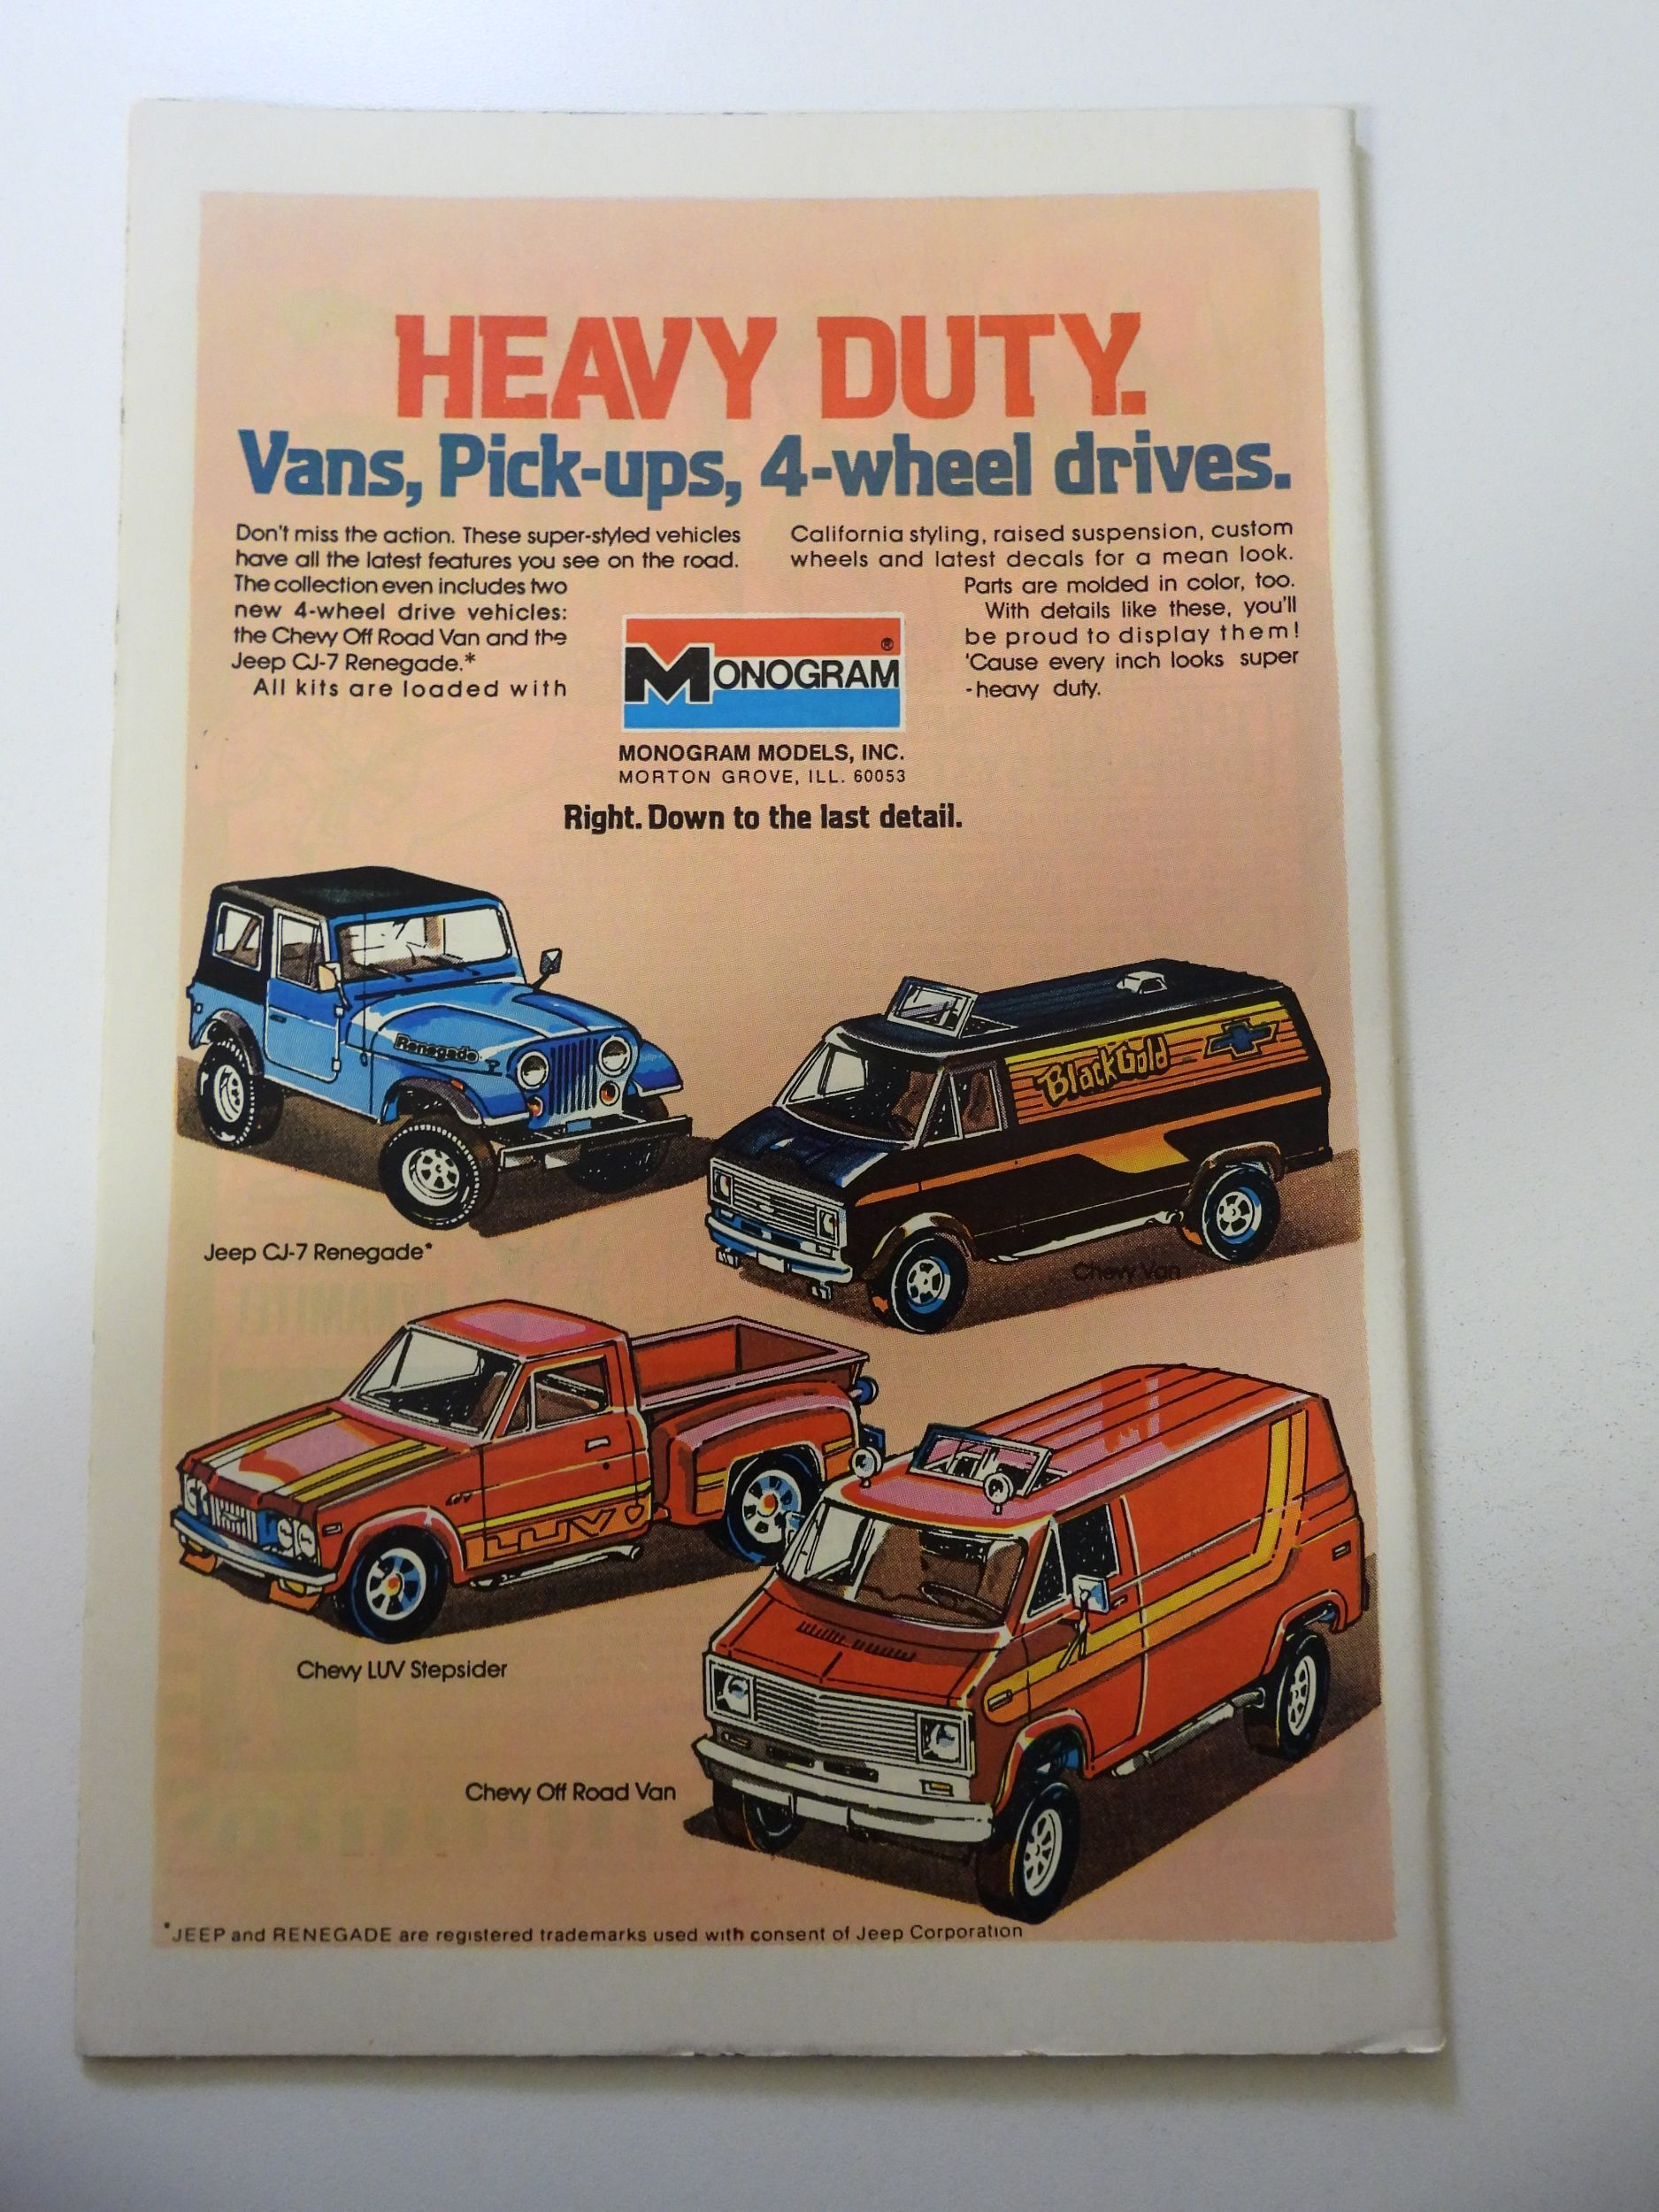 HEAVY DUTY.
Vans, Pick-ups, 4-wheel drives.
Don't miss the action. These super-styled vehicles
have all the latest features you see on the road.
The collection even includes two
new 4-wheel drive vehicles:
the Chevy Off Road Van and the
Jeep CJ-7 Renegade.*
All kits are loaded with
California styling, raised suspension, custom
wheels and latest decals for a mean look.
Parts are molded in color, too.
With details like these, you'll
be proud to display them!
'Cause every inch looks super
-heavy duty.
MONOGRAM®
MONOGRAM MODELS, INC.
MORTON GROVE, ILL. 60053
Right. Down to the last detail.
Renegade
BlackGold
Jeep CJ-7 Renegade*
Chevy Van
LUV
LUV
Chevy LUV Stepsider
Chevy Off Road Van
*JEEP and RENEGADE are registered trademarks used with consent of Jeep Corporation